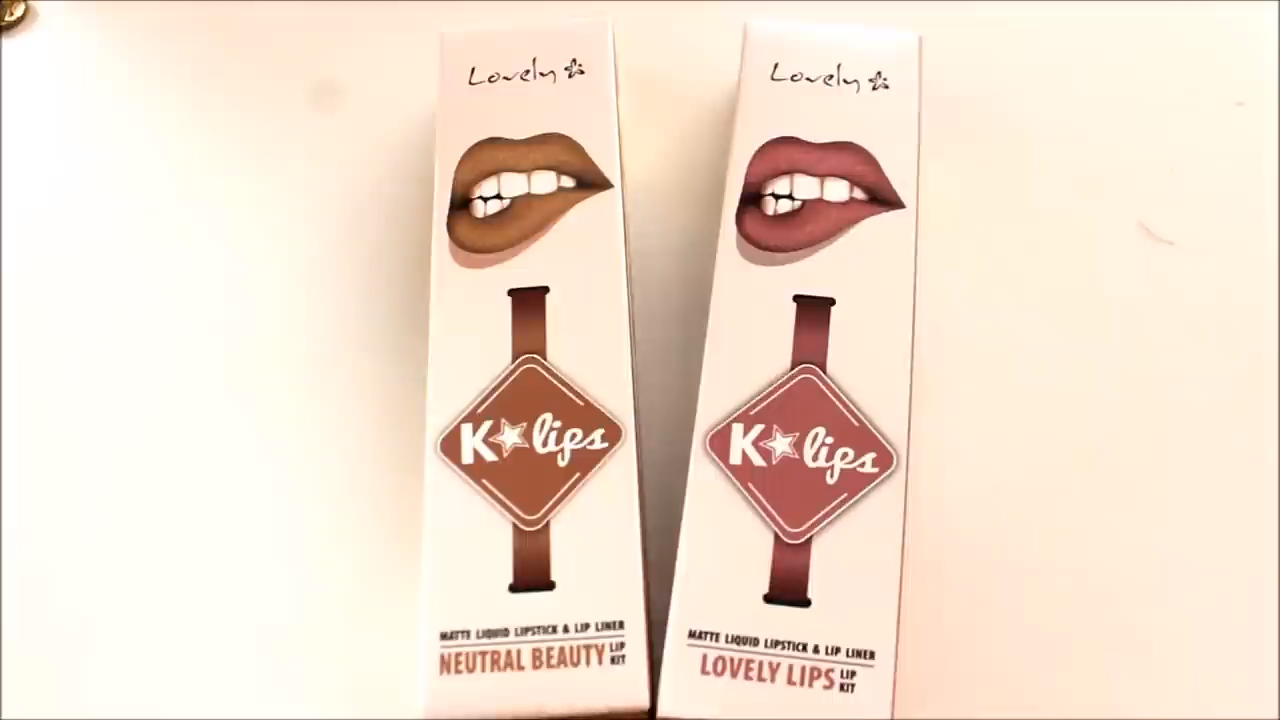 Lovely
K lips
MATTE LIQUID LIPSTICK & LIP LINER
NEUTRAL BEAUTY LIP KIT
Lovely
K lips
MATTE LIQUID LIPSTICK & LIP LINER
LOVELY LIPS LIP KIT